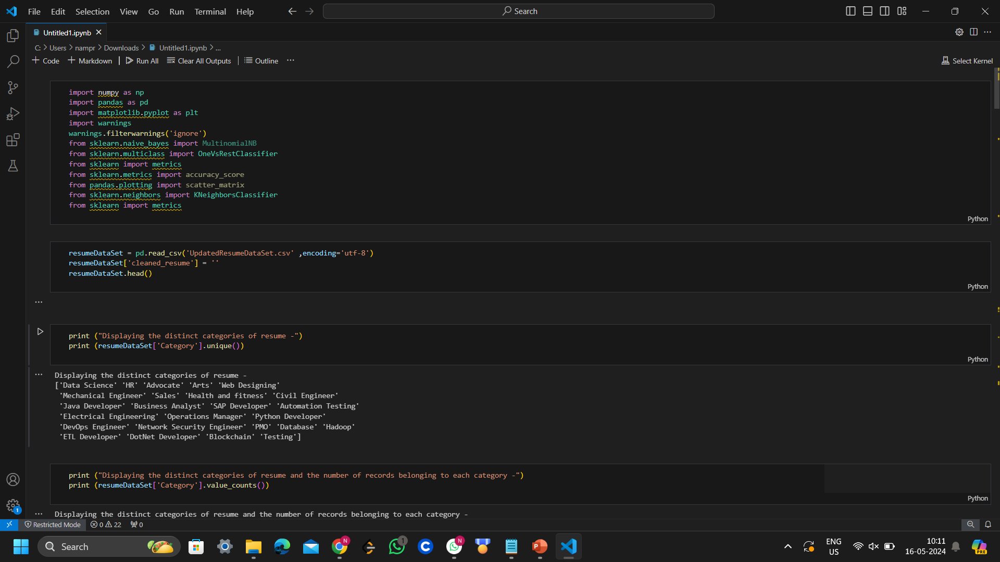 File Edit Selection View Go Run Terminal Help
Search
Untitled1.ipynb
C: > Users > nampr > Downloads > Untitled1.ipynb > ...
+ Code + Markdown | Run All Clear All Outputs | Outline ...
Select Kernel
import numpy as np
import pandas as pd
import matplotlib.pyplot as plt
import warnings
warnings.filterwarnings('ignore')
from sklearn.naive_bayes import MultinomialNB
from sklearn.multiclass import OneVsRestClassifier
from sklearn import metrics
from sklearn.metrics import accuracy_score
from pandas.plotting import scatter_matrix
from sklearn.neighbors import KNeighborsClassifier
from sklearn import metrics
Python
resumeDataSet = pd.read_csv('UpdatedResumeDataSet.csv' ,encoding='utf-8')
resumeDataSet['cleaned_resume'] = ''
resumeDataSet.head()
Python
...
print ("Displaying the distinct categories of resume -")
print (resumeDataSet['Category'].unique())
Python
... Displaying the distinct categories of resume -
['Data Science' 'HR' 'Advocate' 'Arts' 'Web Designing'
'Mechanical Engineer' 'Sales' 'Health and fitness' 'Civil Engineer'
'Java Developer' 'Business Analyst' 'SAP Developer' 'Automation Testing'
'Electrical Engineering' 'Operations Manager' 'Python Developer'
'DevOps Engineer' 'Network Security Engineer' 'PMO' 'Database' 'Hadoop'
'ETL Developer' 'DotNet Developer' 'Blockchain' 'Testing']
print ("Displaying the distinct categories of resume and the number of records belonging to each category -")
print (resumeDataSet['Category'].value_counts())
Python
... Displaying the distinct categories of resume and the number of records belonging to each category -
1
Restricted Mode 0 22 0
Search
N
1
C
N
P
ENG
US
10:11
16-05-2024
PRE